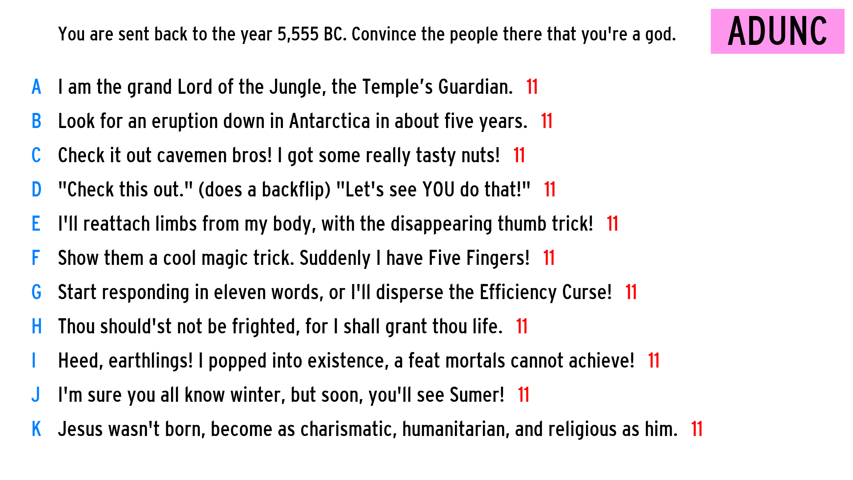 You are sent back to the year 5,555 BC. Convince the people there that you're a god.
ADUNC
A I am the grand Lord of the Jungle, the Temple’s Guardian. 11
B Look for an eruption down in Antarctica in about five years. 11
C Check it out cavemen bros! I got some really tasty nuts! 11
D "Check this out." (does a backflip) "Let's see YOU do that!" 11
E I'll reattach limbs from my body, with the disappearing thumb trick! 11
F Show them a cool magic trick. Suddenly I have Five Fingers! 11
G Start responding in eleven words, or I'll disperse the Efficiency Curse! 11
H Thou should'st not be frighted, for I shall grant thou life. 11
I Heed, earthlings! I popped into existence, a feat mortals cannot achieve! 11
J I'm sure you all know winter, but soon, you'll see Sumer! 11
K Jesus wasn't born, become as charismatic, humanitarian, and religious as him. 11